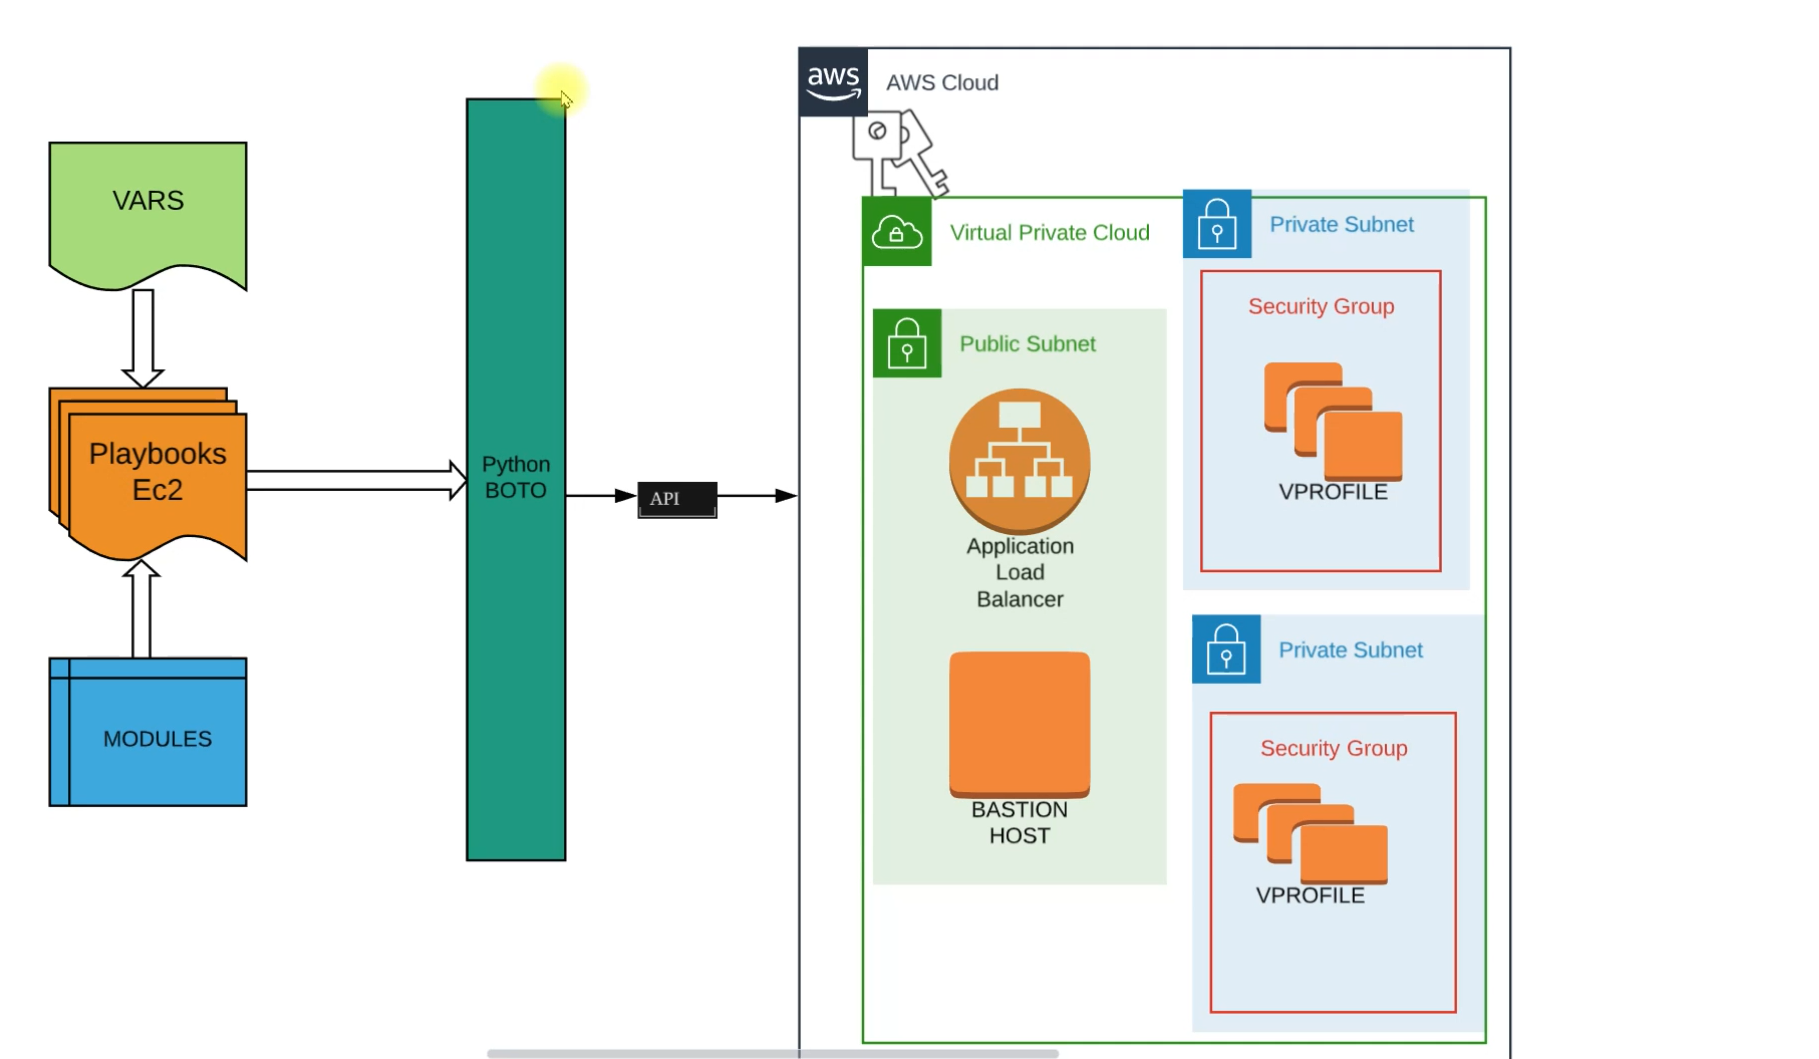 VARS
Playbooks
Ec2
MODULES
Python
BOTO
API
aws
AWS Cloud
Virtual Private Cloud
Public Subnet
Application
Load
Balancer
BASTION
HOST
Private Subnet
Security Group
VPROFILE
Private Subnet
Security Group
VPROFILE